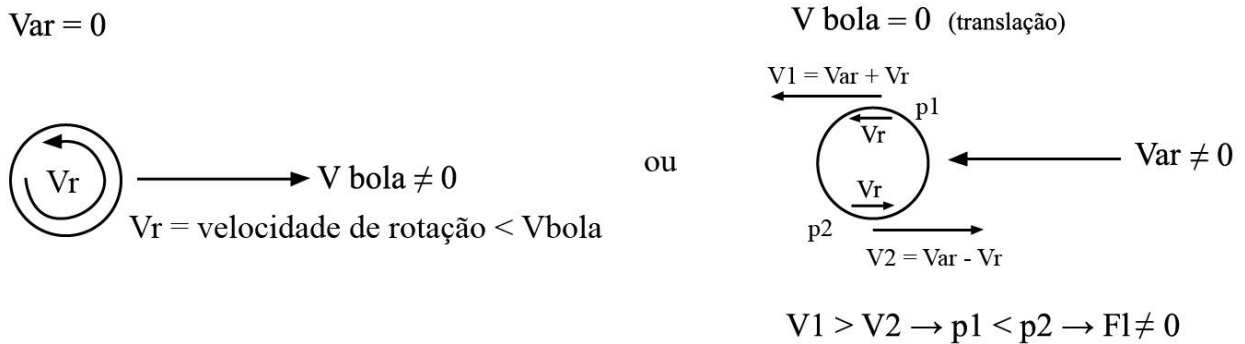 Var = 0
Vr
V bola ≠ 0
Vr = velocidade de rotação < Vbola
ou
V bola = 0 (translação)
V1 = Var + Vr
p1
Vr
Var ≠ 0
Vr
p2
V2 = Var - Vr
V1 > V2 → p1 < p2 → Fl ≠ 0